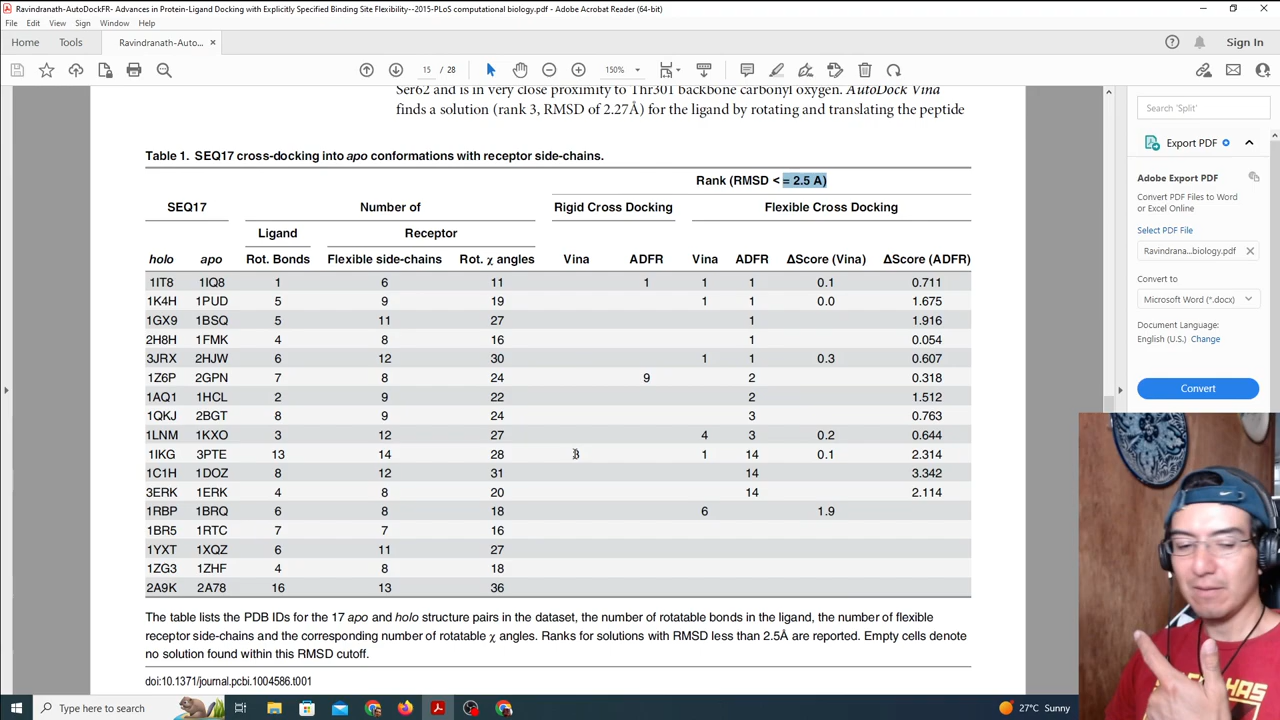 Ravindranath-AutoDockFR- Advances in Protein-Ligand Docking with Explicitly Specified Binding Site Flexibility--2015-PLoS computational biology.pdf - Adobe Acrobat Reader (64-bit)
File Edit View Sign Window Help
Home Tools Ravindranath-Auto... × Sign In
15 / 28 150%
Ser62 and is in very close proximity to Thr301 backbone carbonyl oxygen. AutoDock Vina
finds a solution (rank 3, RMSD of 2.27Å) for the ligand by rotating and translating the peptide
Table 1. SEQ17 cross-docking into apo conformations with receptor side-chains.
Rank (RMSD < = 2.5 A)
SEQ17 Number of Rigid Cross Docking Flexible Cross Docking
Ligand Receptor
holo apo Rot. Bonds Flexible side-chains Rot. χ angles Vina ADFR Vina ADFR ΔScore (Vina) ΔScore (ADFR)
1IT8 1IQ8 1 6 11 1 1 1 0.1 0.711
1K4H 1PUD 5 9 19 1 1 0.0 1.675
1GX9 1BSQ 5 11 27 1 1.916
2H8H 1FMK 4 8 16 1 0.054
3JRX 2HJW 6 12 30 1 1 0.3 0.607
1Z6P 2GPN 7 8 24 9 2 0.318
1AQ1 1HCL 2 9 22 2 1.512
1QKJ 2BGT 8 9 24 3 0.763
1LNM 1KXO 3 12 27 4 3 0.2 0.644
1IKG 3PTE 13 14 28 1 14 0.1 2.314
1C1H 1DOZ 8 12 31 14 3.342
3ERK 1ERK 4 8 20 14 2.114
1RBP 1BRQ 6 8 18 6 1.9
1BR5 1RTC 7 7 16
1YXT 1XQZ 6 11 27
1ZG3 1ZHF 4 8 18
2A9K 2A78 16 13 36
The table lists the PDB IDs for the 17 apo and holo structure pairs in the dataset, the number of rotatable bonds in the ligand, the number of flexible
receptor side-chains and the corresponding number of rotatable χ angles. Ranks for solutions with RMSD less than 2.5Å are reported. Empty cells denote
no solution found within this RMSD cutoff.
doi:10.1371/journal.pcbi.1004586.t001
Search 'Split'
Export PDF
Adobe Export PDF
Convert PDF Files to Word
or Excel Online
Select PDF File
Ravindrana...biology.pdf ×
Convert to
Microsoft Word (*.docx)
Document Language:
English (U.S.) Change
Convert
Type here to search
27°C Sunny